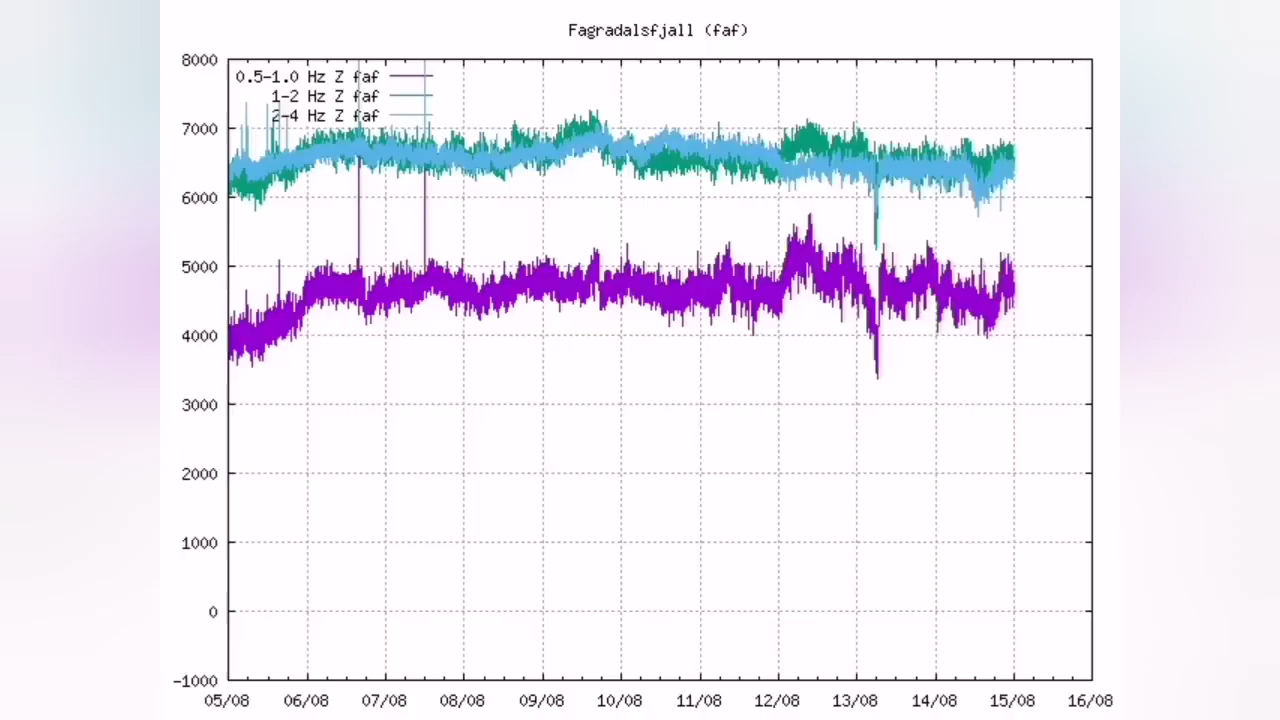 Fagradalsfjall (faf)
8000
0.5-1.0 Hz Z faf
1-2 Hz Z faf
2-4 Hz Z faf
7000
6000
5000
4000
3000
2000
1000
0
-1000
05/08 06/08 07/08 08/08 09/08 10/08 11/08 12/08 13/08 14/08 15/08 16/08